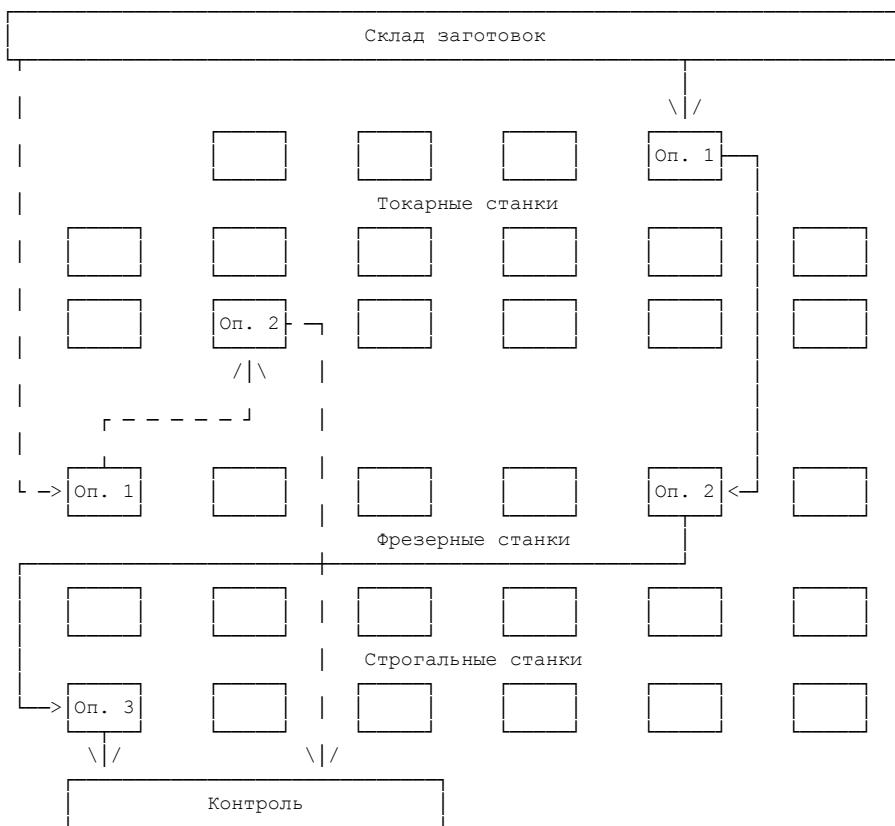 Склад заготовок
Оп. 1
Токарные станки
Оп. 2
Оп. 1
Оп. 2
Фрезерные станки
Строгальные станки
Оп. 3
Контроль